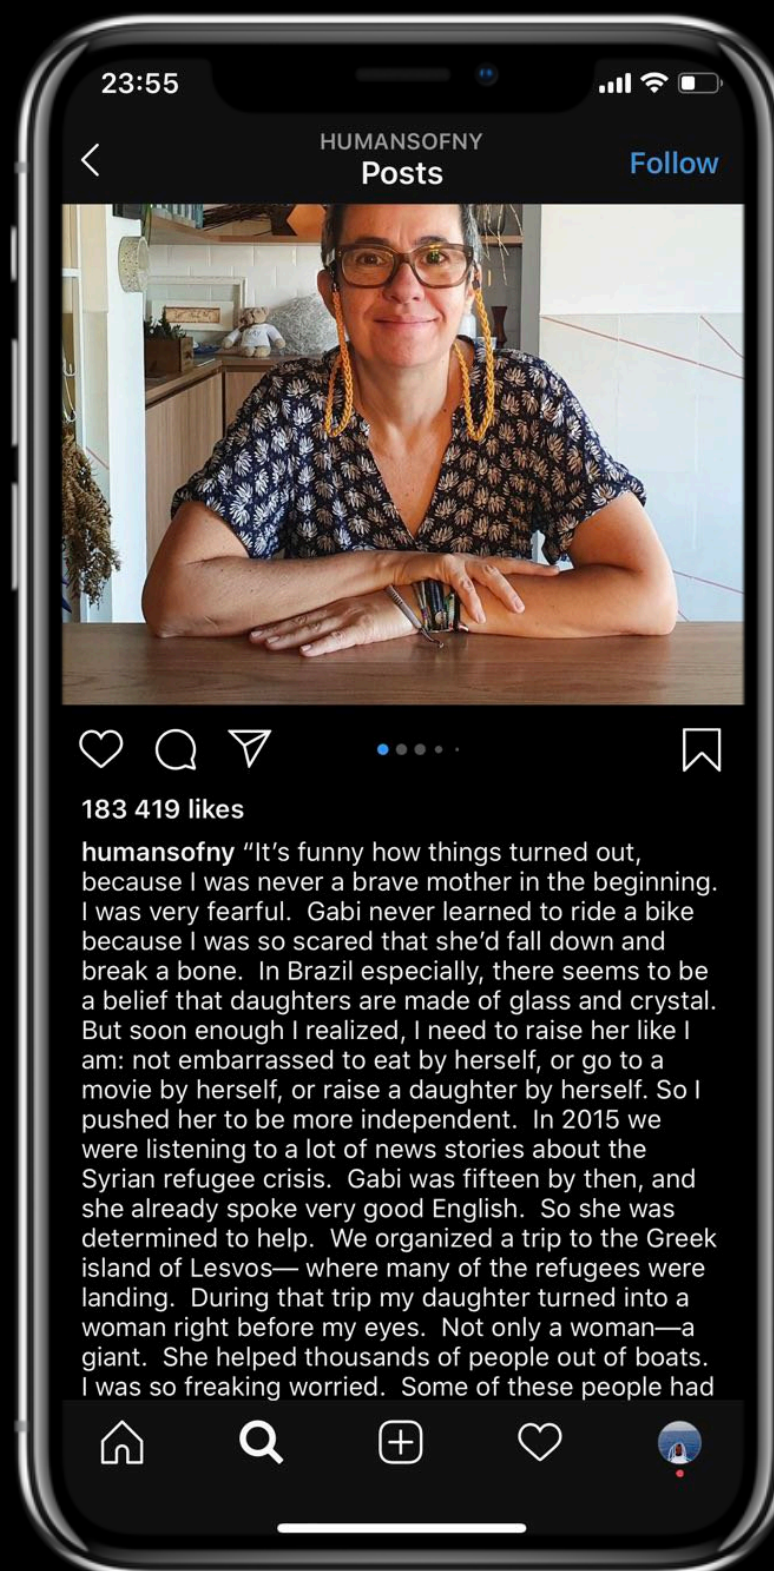 23:55
HUMANSOFNY
Posts
Follow
183 419 likes
humansofny “It’s funny how things turned out,
because I was never a brave mother in the beginning.
I was very fearful.  Gabi never learned to ride a bike
because I was so scared that she’d fall down and
break a bone.  In Brazil especially, there seems to be
a belief that daughters are made of glass and crystal.
But soon enough I realized, I need to raise her like I
am: not embarrassed to eat by herself, or go to a
movie by herself, or raise a daughter by herself. So I
pushed her to be more independent.  In 2015 we
were listening to a lot of news stories about the
Syrian refugee crisis.  Gabi was fifteen by then, and
she already spoke very good English.  So she was
determined to help.  We organized a trip to the Greek
island of Lesvos— where many of the refugees were
landing.  During that trip my daughter turned into a
woman right before my eyes.  Not only a woman—a
giant.  She helped thousands of people out of boats.
I was so freaking worried.  Some of these people had